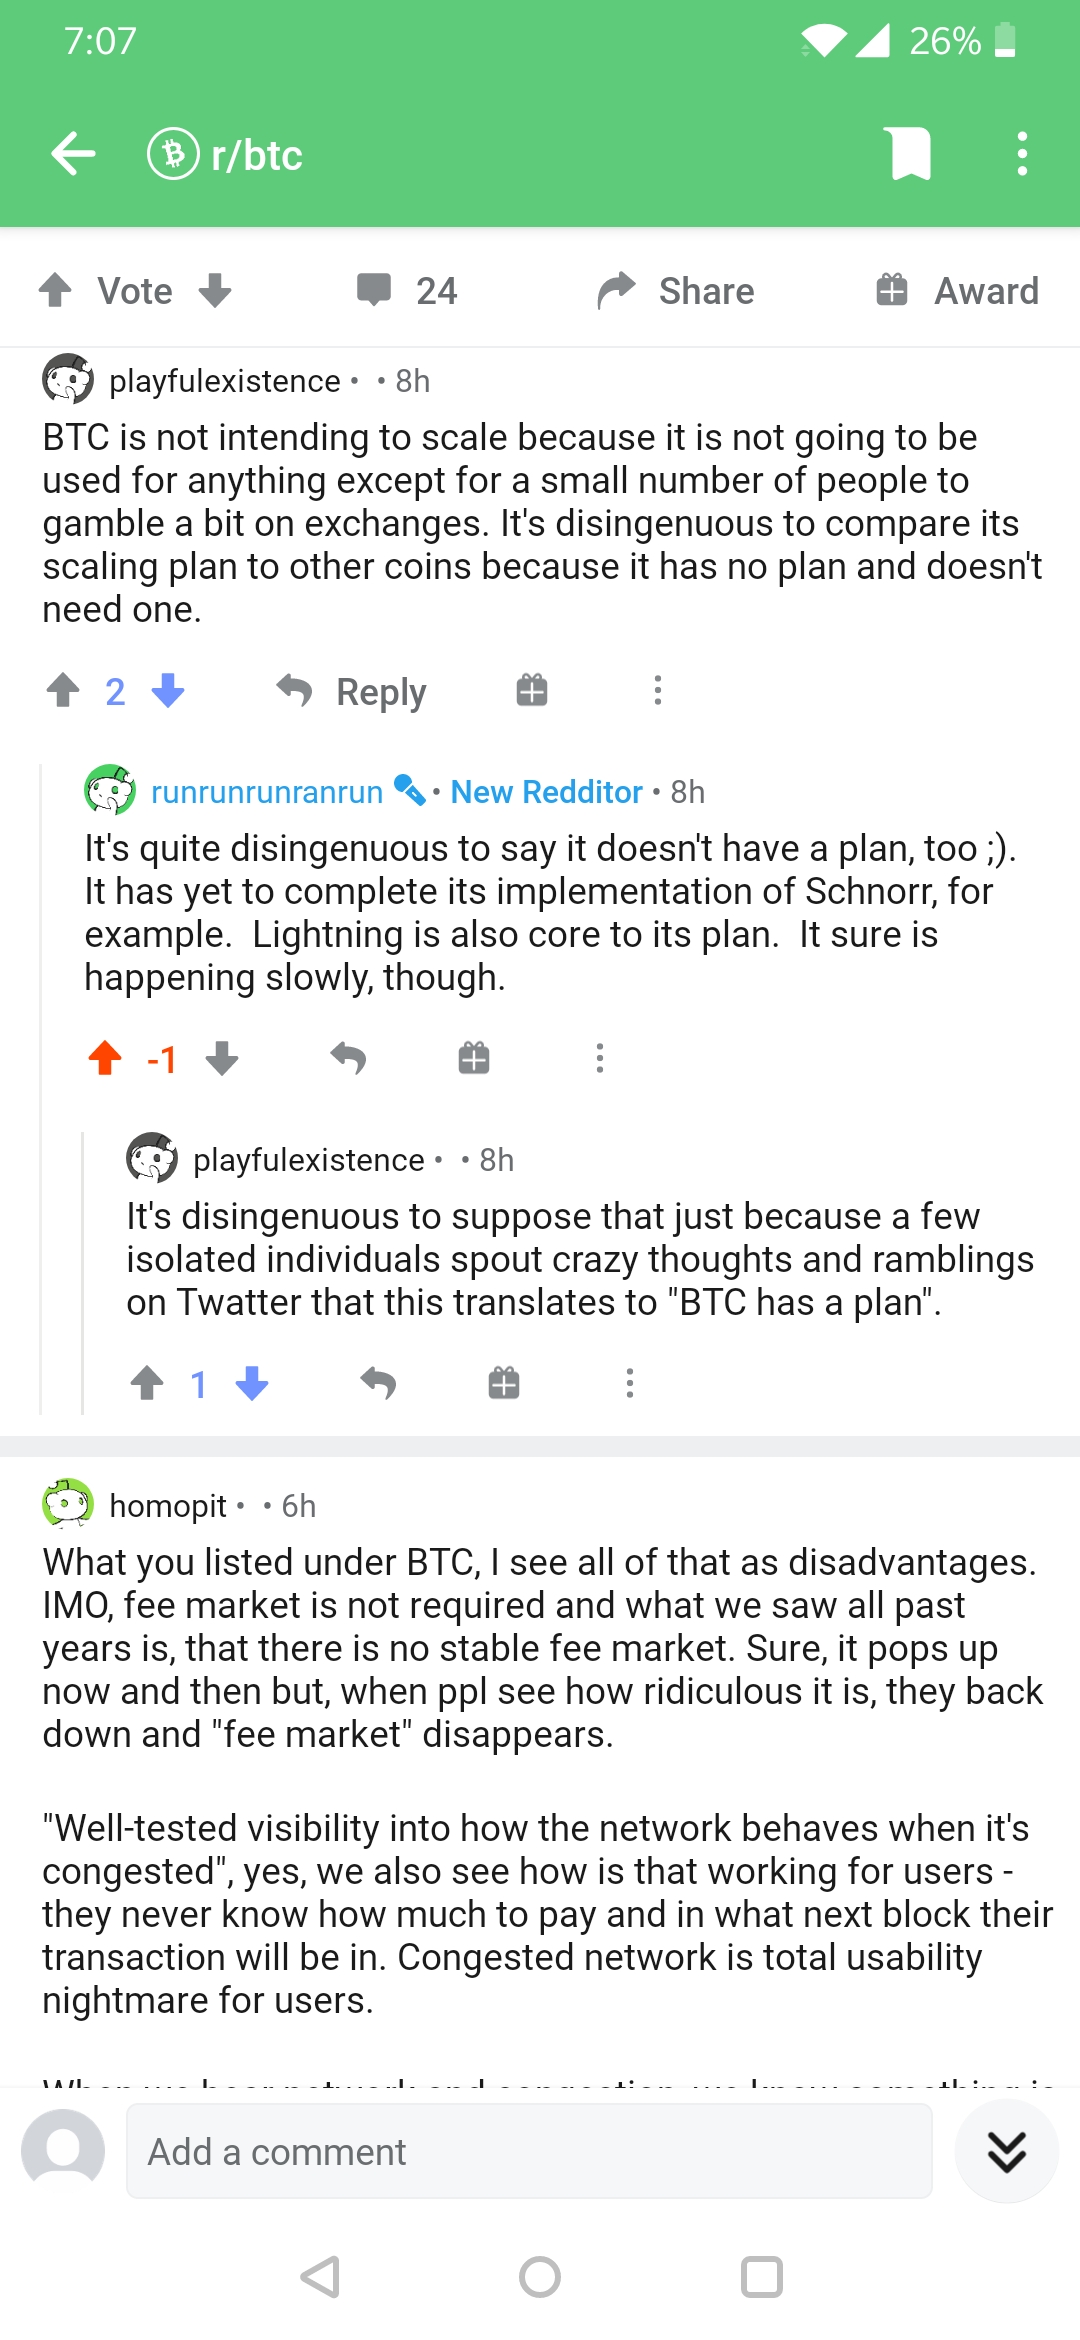 7:07
26%
r/btc
Vote
24
Share
Award
playfulexistence • • 8h
BTC is not intending to scale because it is not going to be
used for anything except for a small number of people to
gamble a bit on exchanges. It's disingenuous to compare its
scaling plan to other coins because it has no plan and doesn't
need one.
2
Reply
runrunrunranrun • New Redditor • 8h
It's quite disingenuous to say it doesn't have a plan, too ;).
It has yet to complete its implementation of Schnorr, for
example.  Lightning is also core to its plan.  It sure is
happening slowly, though.
-1
playfulexistence • • 8h
It's disingenuous to suppose that just because a few
isolated individuals spout crazy thoughts and ramblings
on Twatter that this translates to "BTC has a plan".
1
homopit • • 6h
What you listed under BTC, I see all of that as disadvantages.
IMO, fee market is not required and what we saw all past
years is, that there is no stable fee market. Sure, it pops up
now and then but, when ppl see how ridiculous it is, they back
down and "fee market" disappears.
"Well-tested visibility into how the network behaves when it's
congested", yes, we also see how is that working for users -
they never know how much to pay and in what next block their
transaction will be in. Congested network is total usability
nightmare for users.
When we hear network and congestion, we know something is
Add a comment